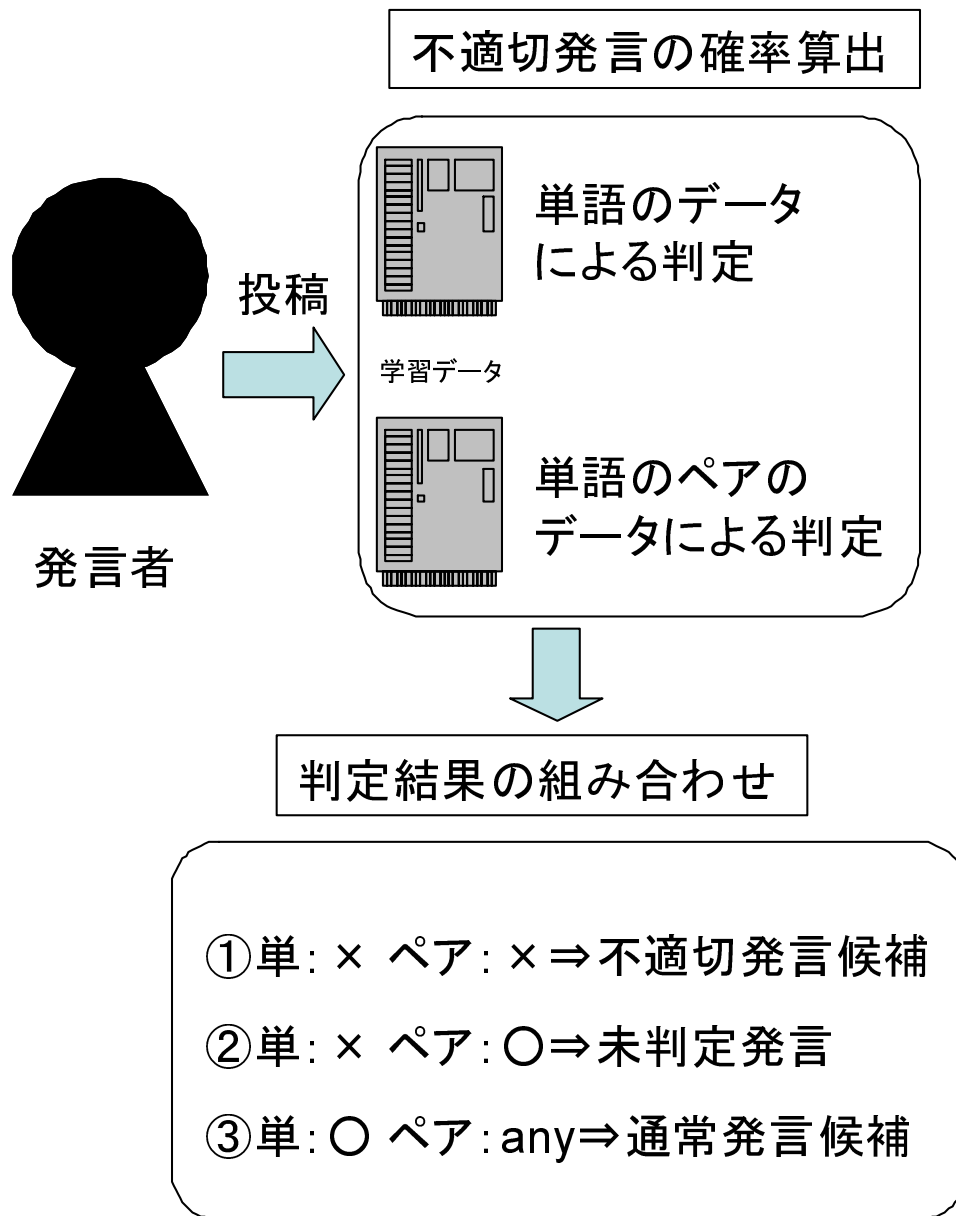 不適切発言の確率算出
単語のデータ
による判定
投稿
学習データ
単語のペアの
データによる判定
発言者
判定結果の組み合わせ
①単:× ペア:×⇒不適切発言候補
②単:× ペア:○⇒未判定発言
③単:○ ペア:any⇒通常発言候補